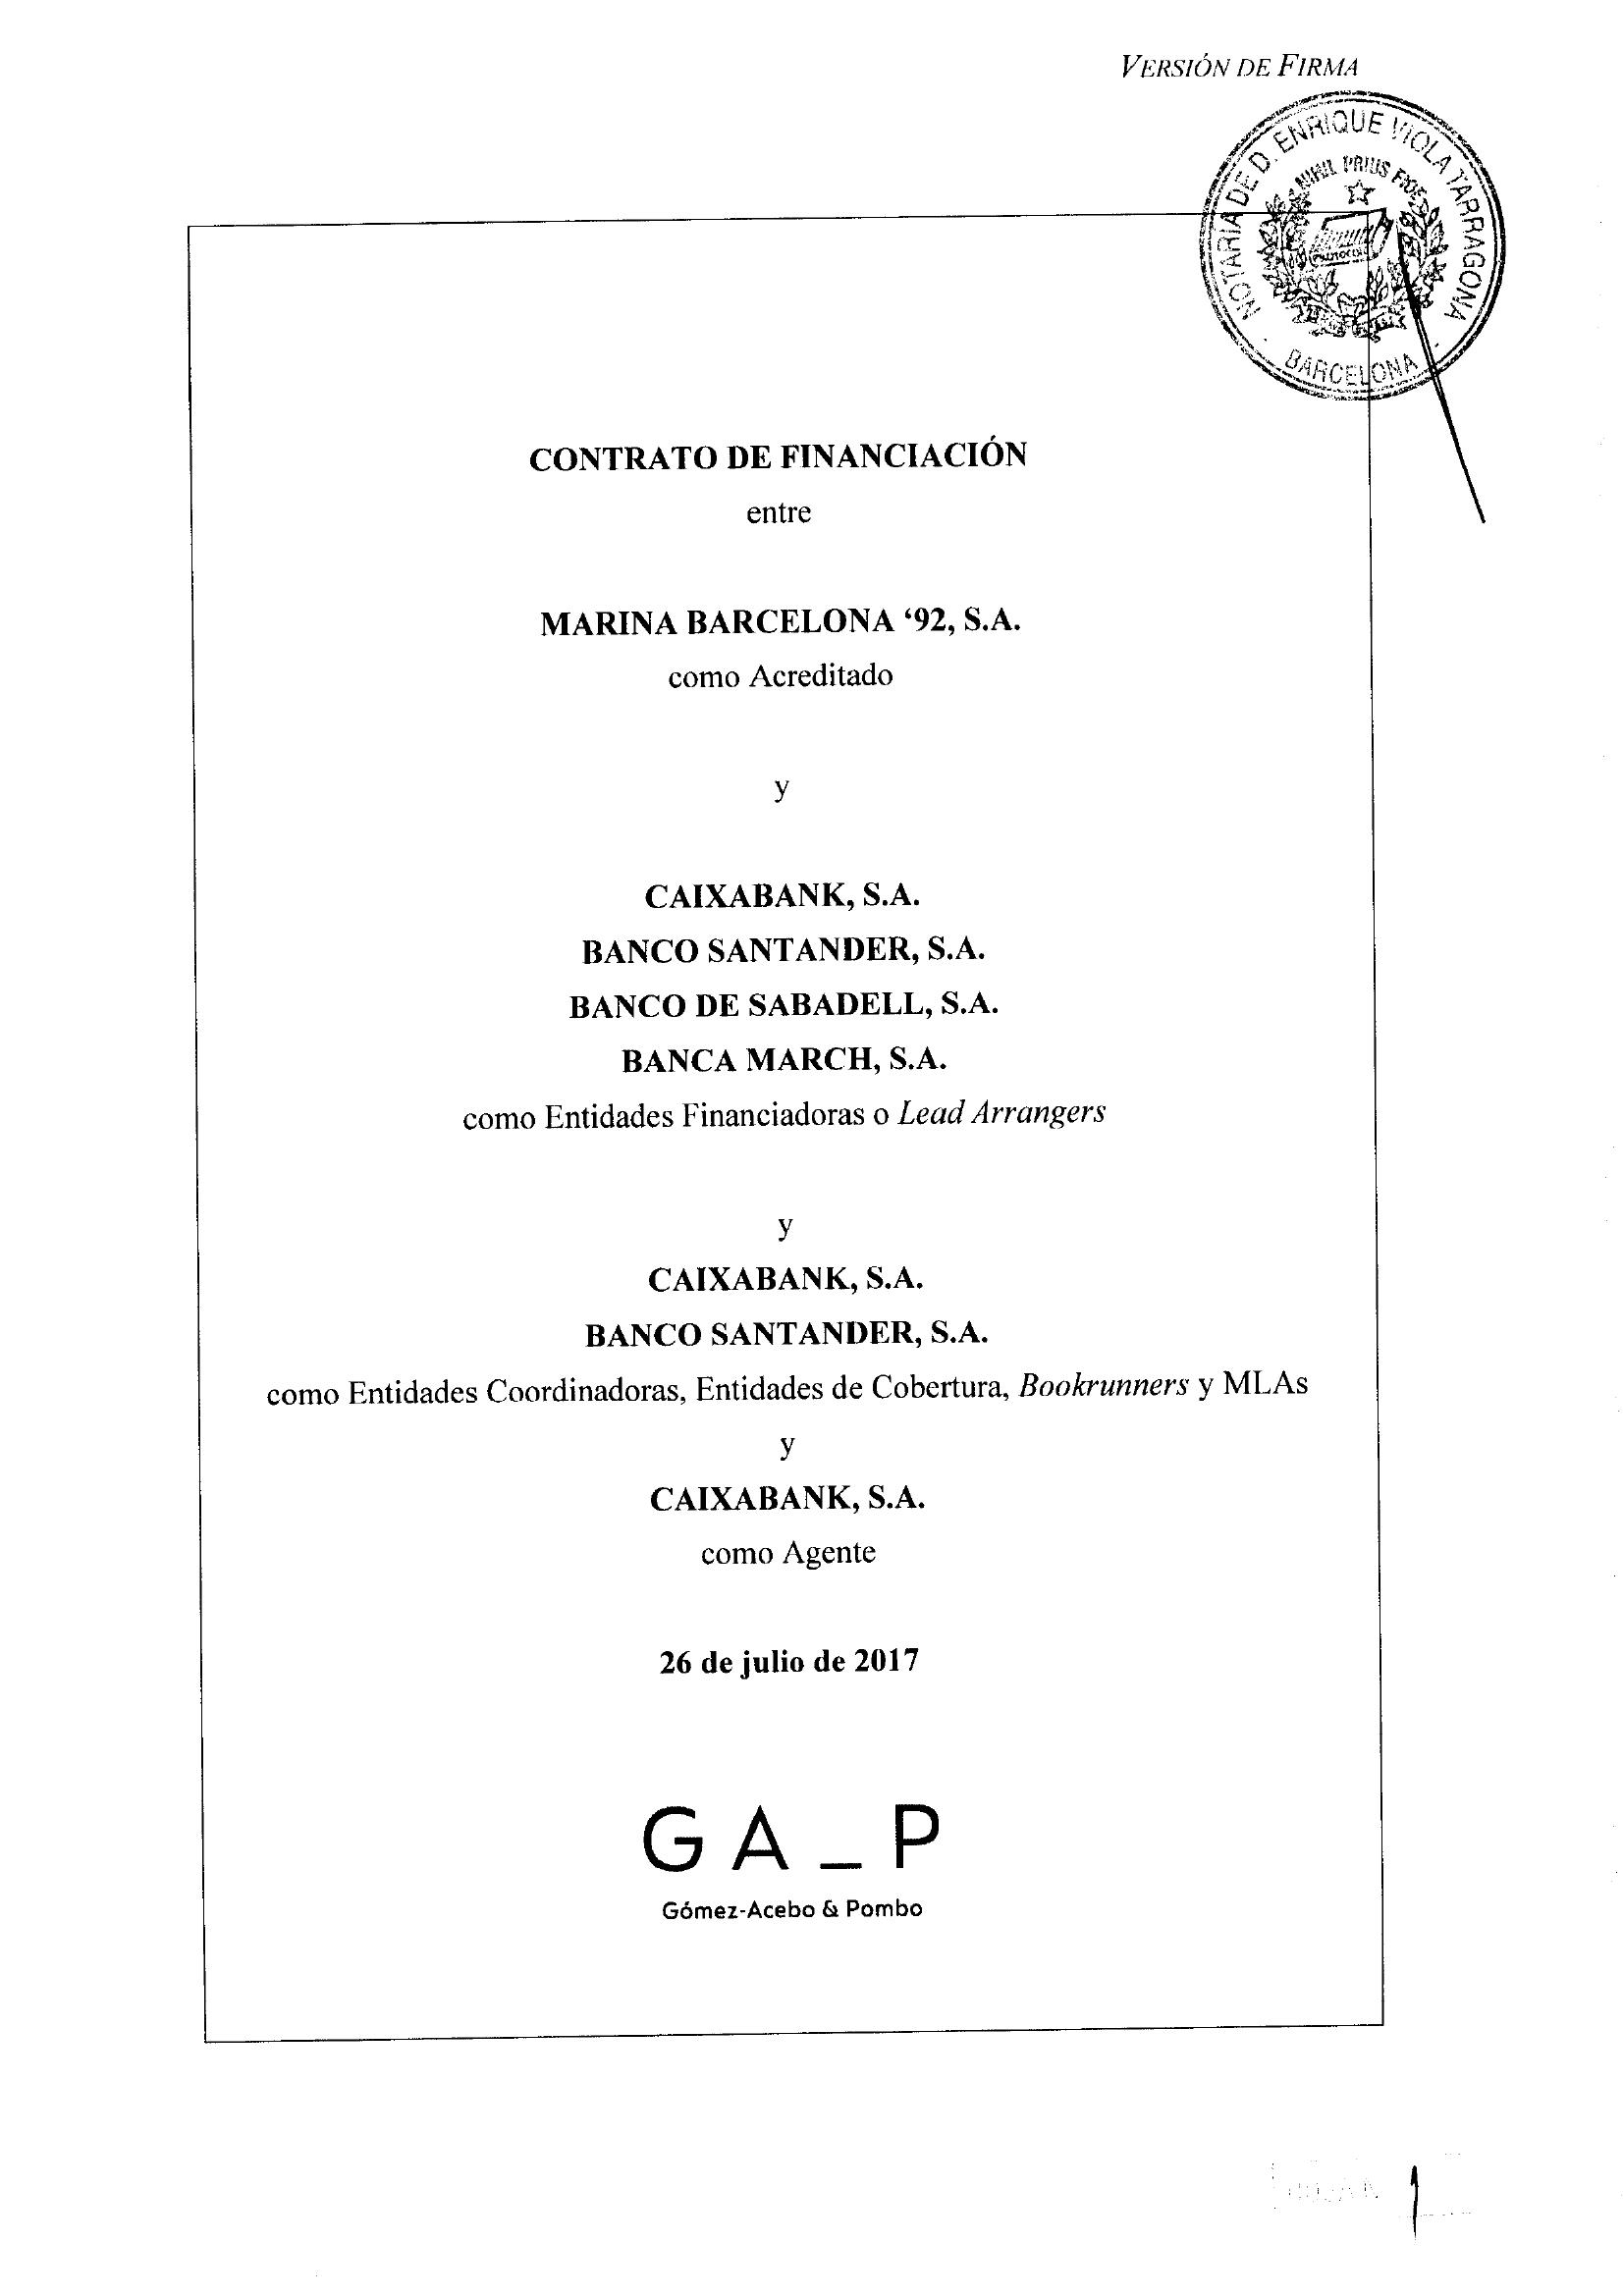 VERSIÓN DE FIRMA
NOTARIA DE D. ENRIQUE VIOLA TARRAGONA
NIHIL PRIUS FIDE
BARCELONA
CONTRATO DE FINANCIACIÓN
entre
MARINA BARCELONA ‘92, S.A.
como Acreditado
y
CAIXABANK, S.A.
BANCO SANTANDER, S.A.
BANCO DE SABADELL, S.A.
BANCA MARCH, S.A.
como Entidades Financiadoras o Lead Arrangers
y
CAIXABANK, S.A.
BANCO SANTANDER, S.A.
como Entidades Coordinadoras, Entidades de Cobertura, Bookrunners y MLAs
y
CAIXABANK, S.A.
como Agente
26 de julio de 2017
GA_P
Gómez-Acebo & Pombo
1